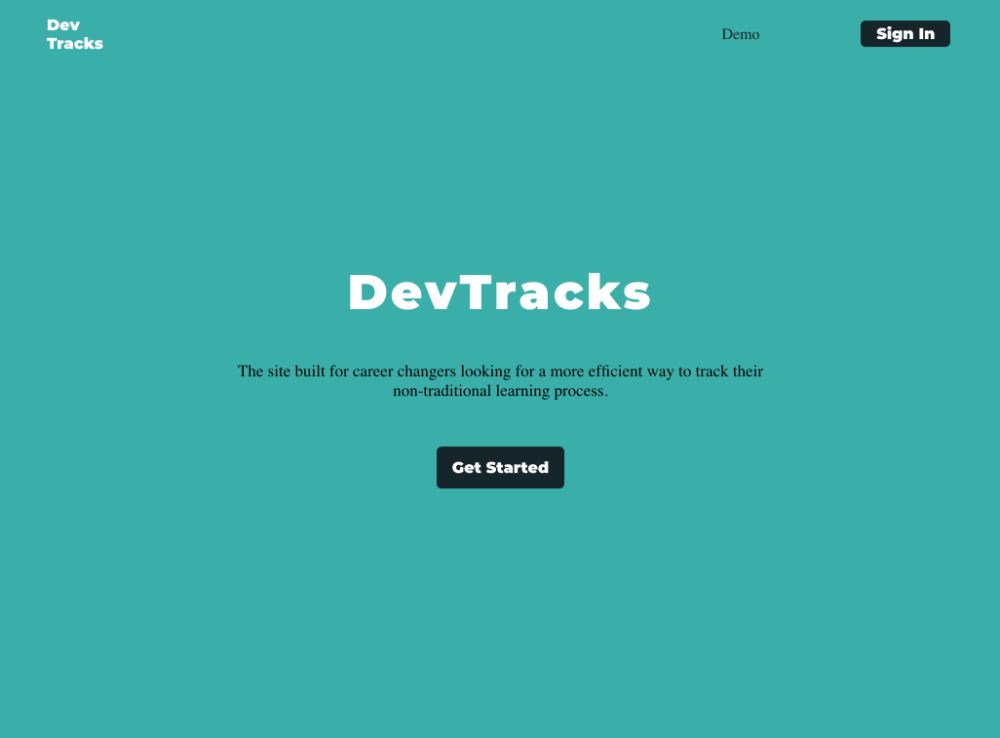 Dev
Tracks
Demo
Sign In
DevTracks
The site built for career changers looking for a more efficient way to track their
non-traditional learning process.
Get Started